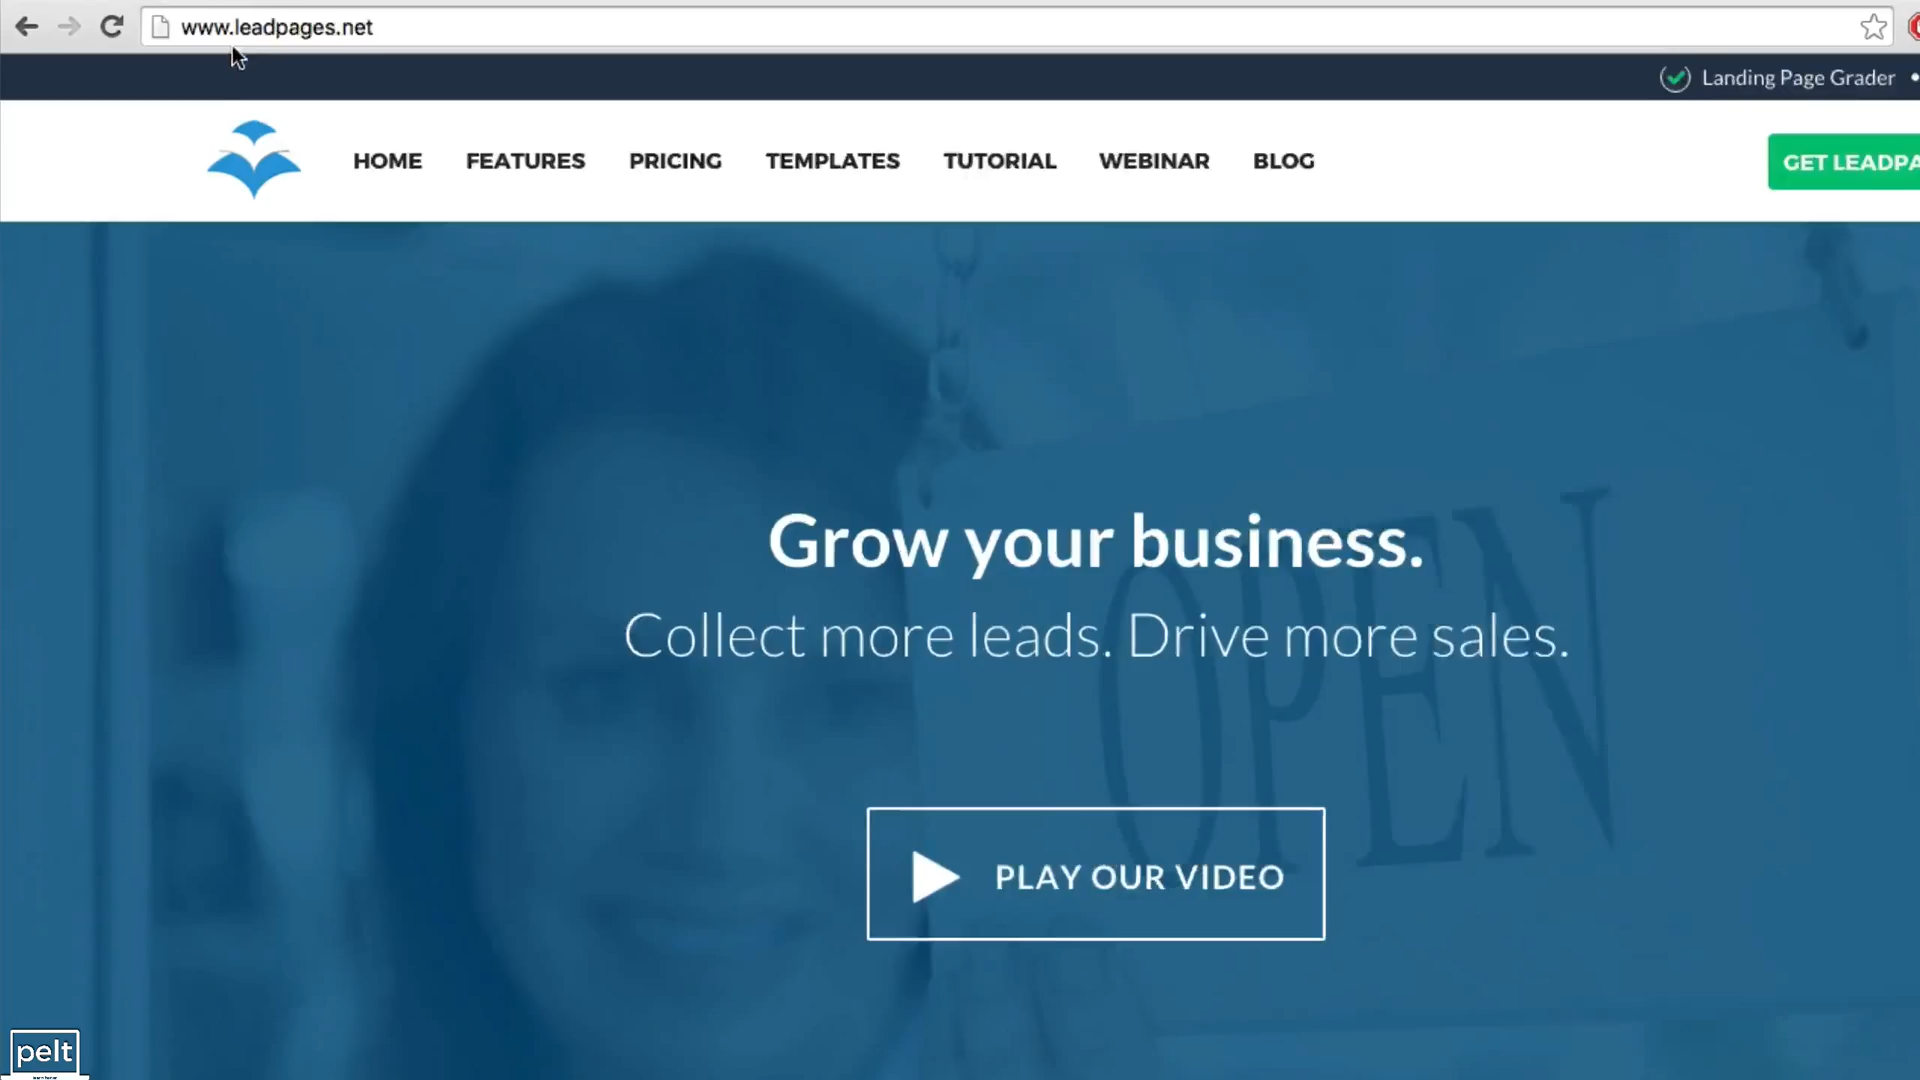 www.leadpages.net
Landing Page Grader
HOME FEATURES PRICING TEMPLATES TUTORIAL WEBINAR BLOG
GET LEADPA
OPEN
Grow your business.
Collect more leads. Drive more sales.
PLAY OUR VIDEO
pelt